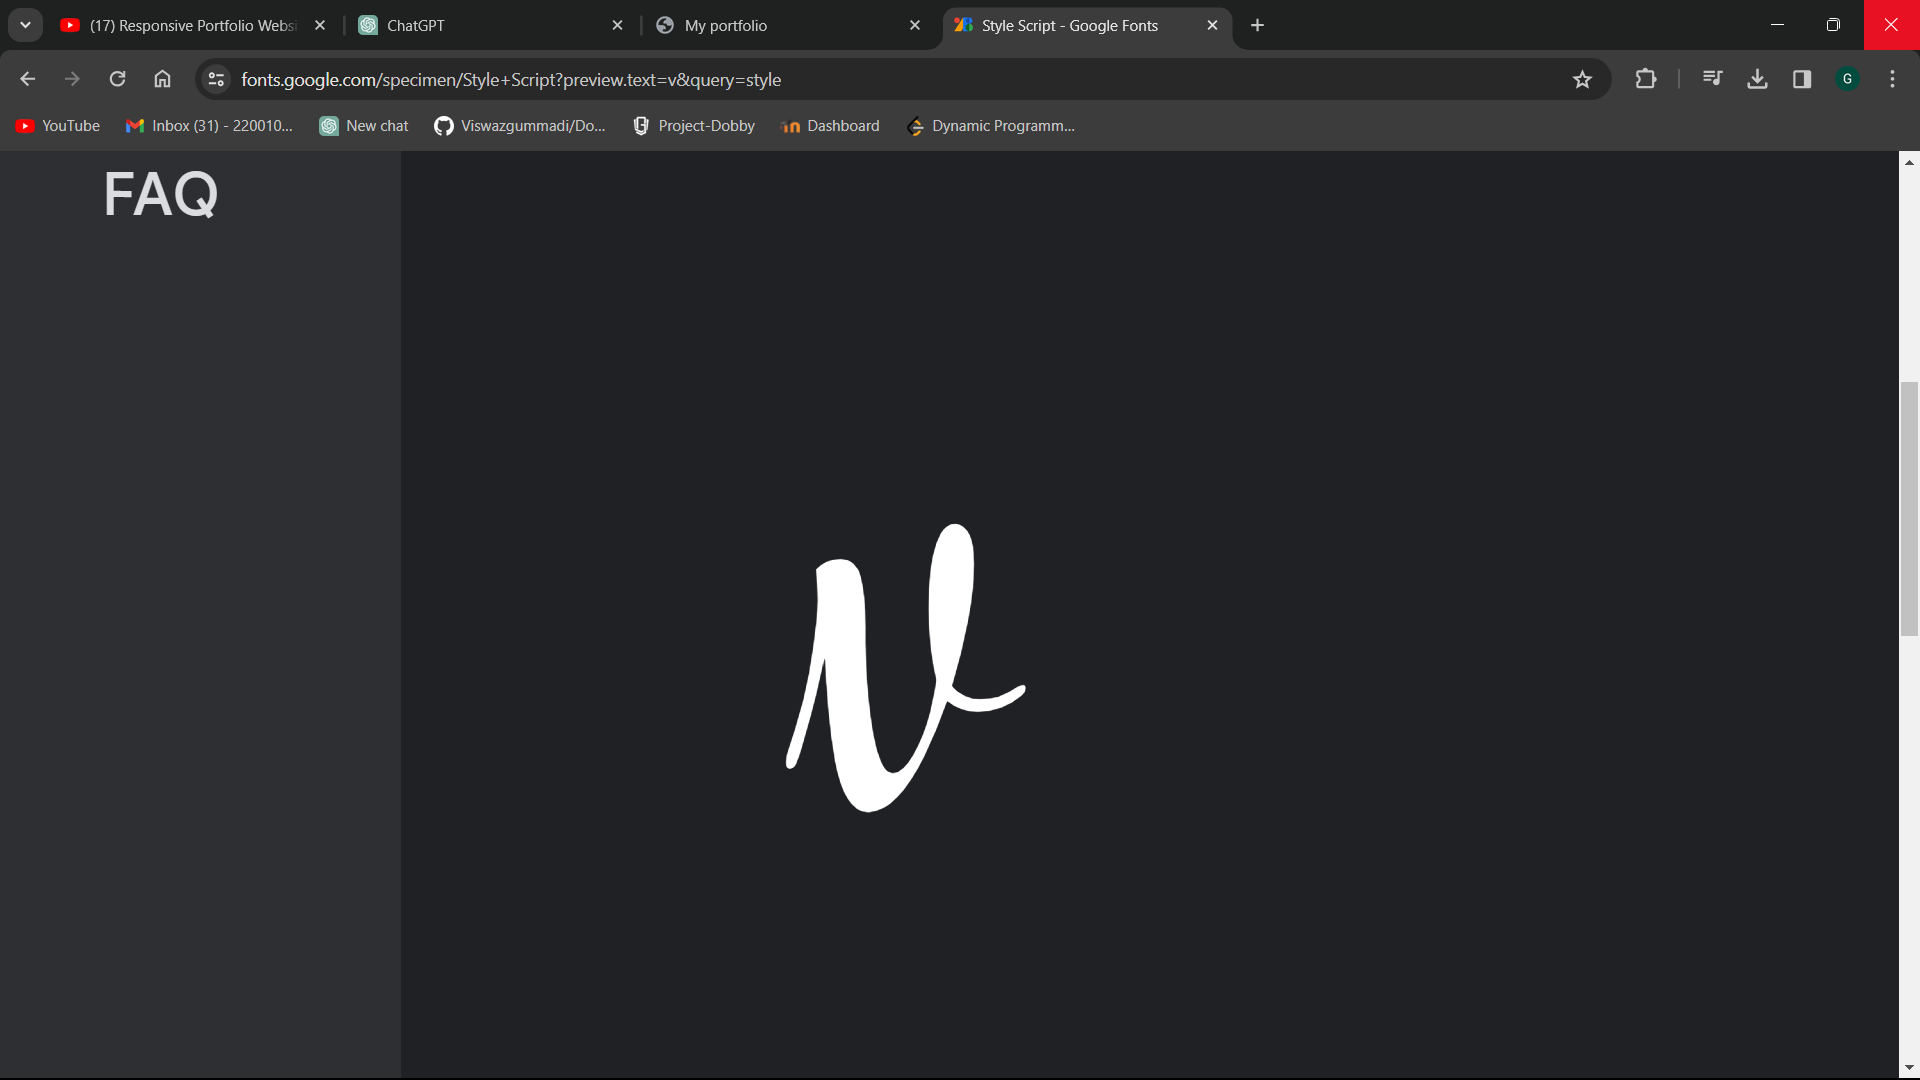 (17) Responsive Portfolio Websi
ChatGPT
My portfolio
Style Script - Google Fonts
fonts.google.com/specimen/Style+Script?preview.text=v&query=style
G
YouTube
Inbox (31) - 220010...
New chat
Viswazgummadi/Do...
Project-Dobby
Dashboard
Dynamic Programm...
FAQ
v